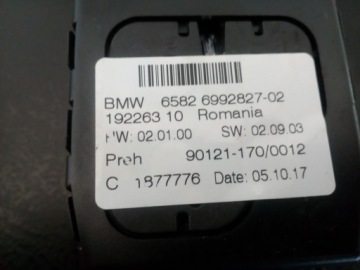 BMW 6582 6992827-02
192263 10 Romania
HW: 02.01.00 SW: 02.09.03
Preh 90121-170/0012
C 1877776 Date: 05.10.17